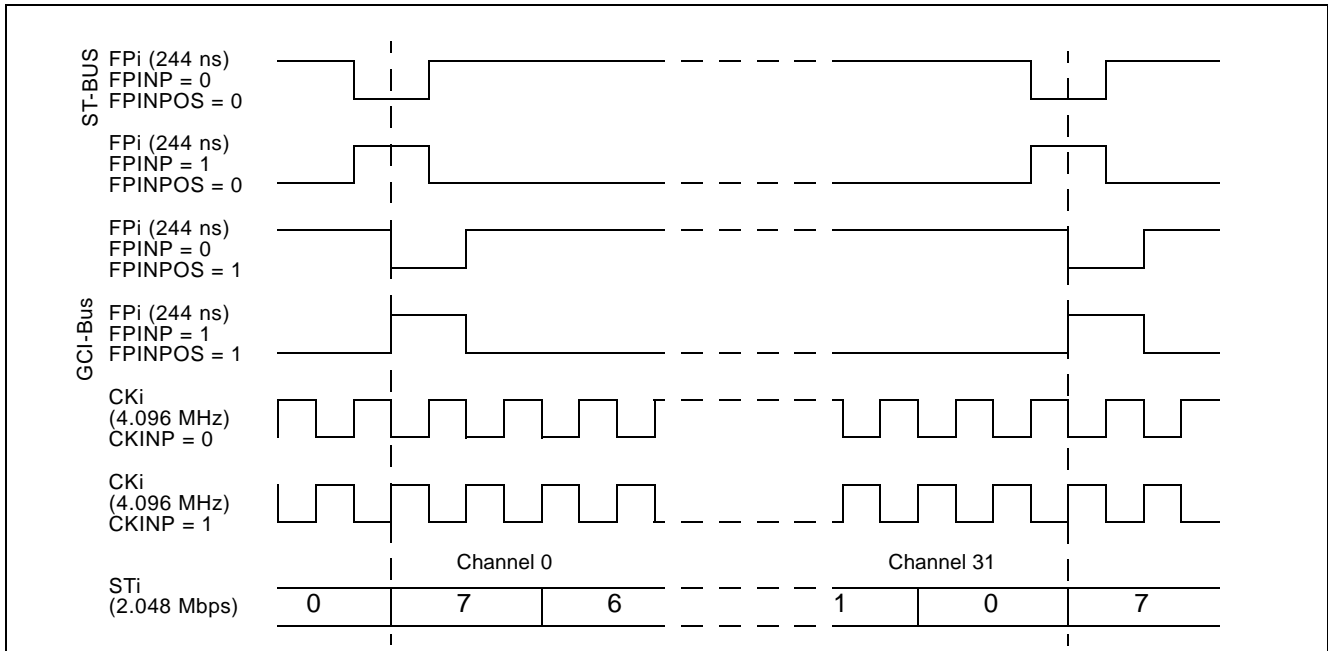 ST-BUS
FPi (244 ns)
FPINP = 0
FPINPOS = 0
FPi (244 ns)
FPINP = 1
FPINPOS = 0
FPi (244 ns)
FPINP = 0
FPINPOS = 1
GCI-Bus
FPi (244 ns)
FPINP = 1
FPINPOS = 1
CKi
(4.096 MHz)
CKINP = 0
CKi
(4.096 MHz)
CKINP = 1
Channel 0 Channel 31
STi
(2.048 Mbps)
0 7 6 1 0 7